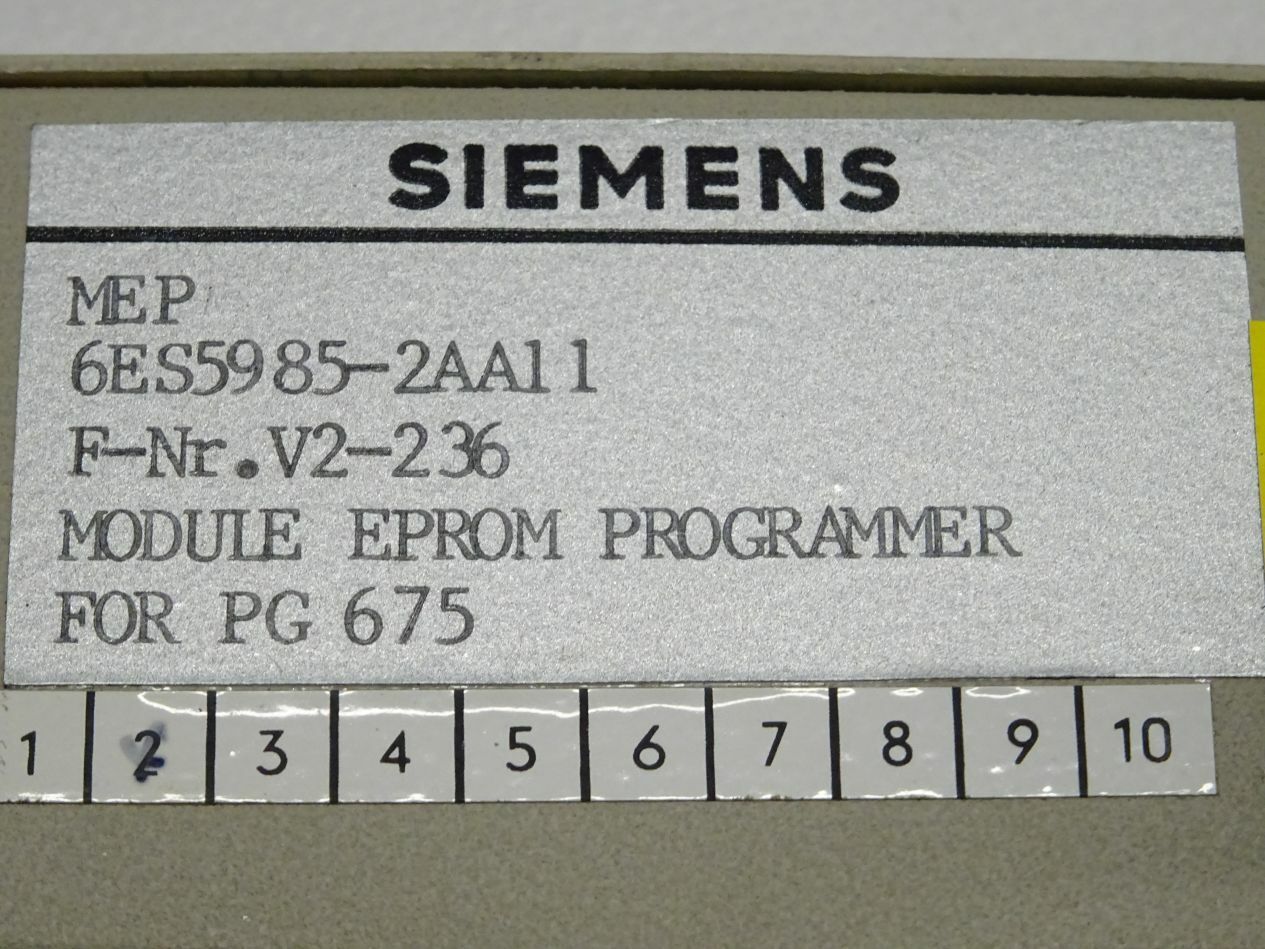 SIEMENS
MEP
6ES5985-2AA11
F-Nr.V2-236
MODULE EPROM PROGRAMMER
FOR PG 675
1 2 3 4 5 6 7 8 9 10